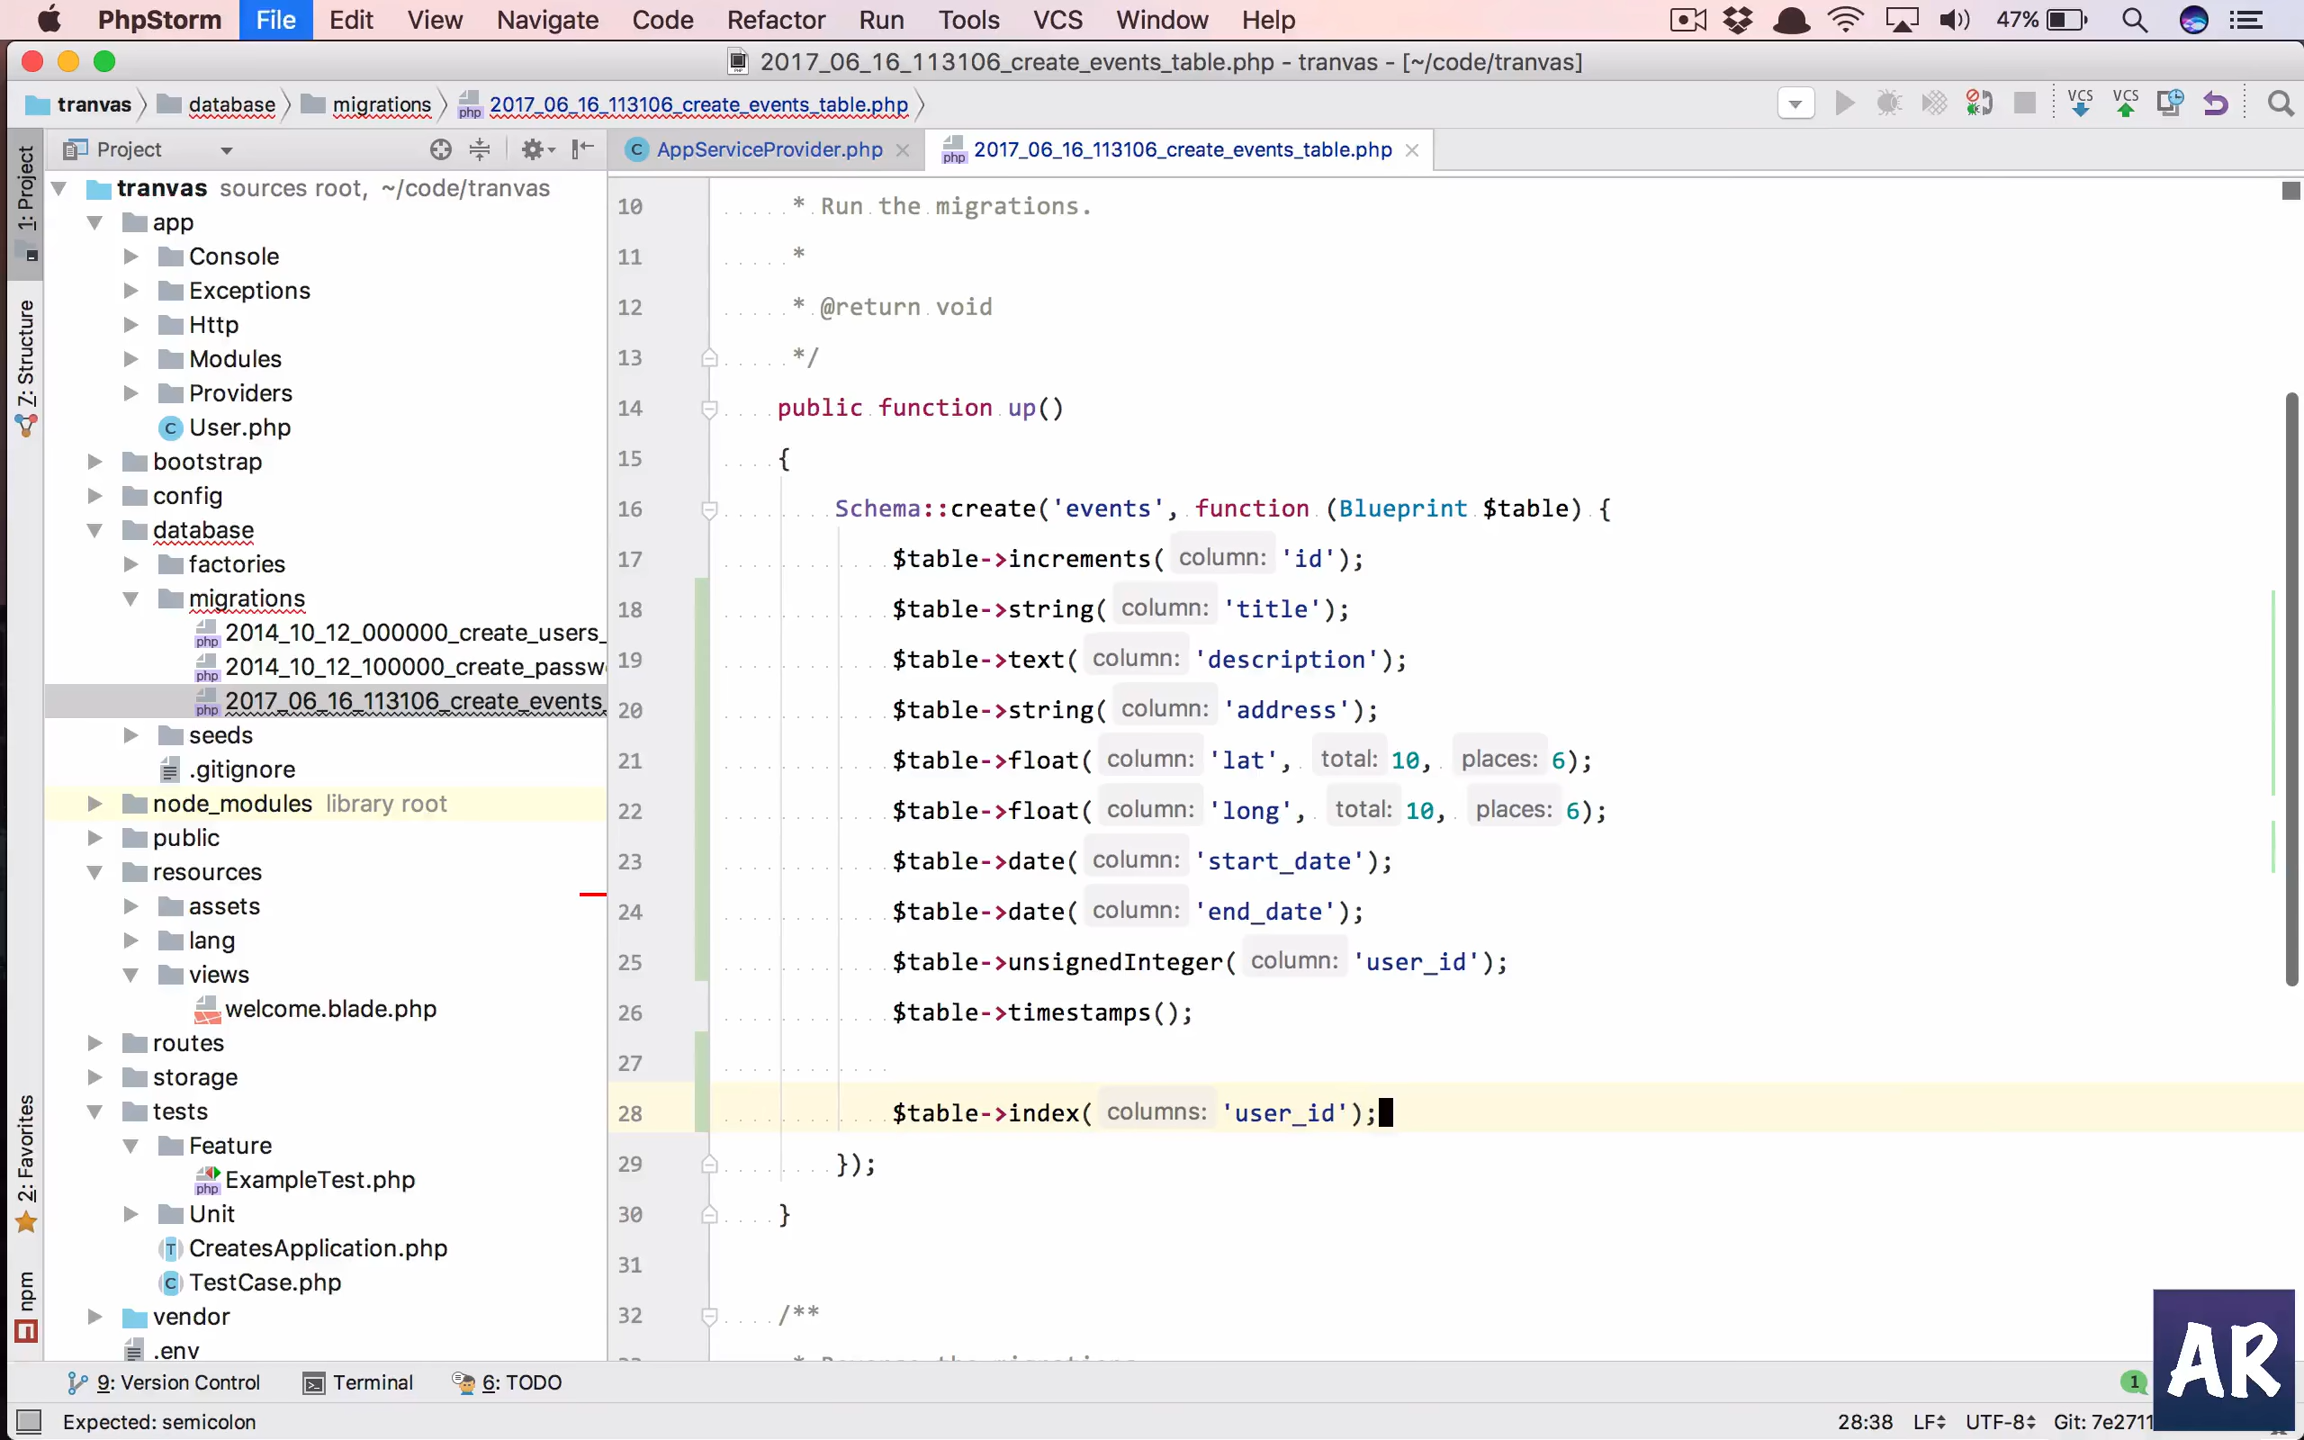 PhpStorm File Edit View Navigate Code Refactor Run Tools VCS Window Help 47%
2017_06_16_113106_create_events_table.php - tranvas - [~/code/tranvas]
tranvas database migrations 2017_06_16_113106_create_events_table.php VCS VCS
Project AppServiceProvider.php 2017_06_16_113106_create_events_table.php
1: Project
7: Structure
2: Favorites
npm
tranvas sources root, ~/code/tranvas
app
Console
Exceptions
Http
Modules
Providers
User.php
bootstrap
config
database
factories
migrations
2014_10_12_000000_create_users_
2014_10_12_100000_create_passw
2017_06_16_113106_create_events_
seeds
.gitignore
node_modules library root
public
resources
assets
lang
views
welcome.blade.php
routes
storage
tests
Feature
ExampleTest.php
Unit
CreatesApplication.php
TestCase.php
vendor
.env
10 * Run the migrations.
11 *
12 * @return void
13 */
14 public function up()
15 {
16 Schema::create('events', function (Blueprint $table) {
17 $table->increments( column: 'id');
18 $table->string( column: 'title');
19 $table->text( column: 'description');
20 $table->string( column: 'address');
21 $table->float( column: 'lat', total: 10, places: 6);
22 $table->float( column: 'long', total: 10, places: 6);
23 $table->date( column: 'start_date');
24 $table->date( column: 'end_date');
25 $table->unsignedInteger( column: 'user_id');
26 $table->timestamps();
27
28 $table->index( columns: 'user_id');
29 });
30 }
31
32 /**
9: Version Control Terminal 6: TODO 1
Expected: semicolon 28:38 LF UTF-8 Git: 7e2711
AR